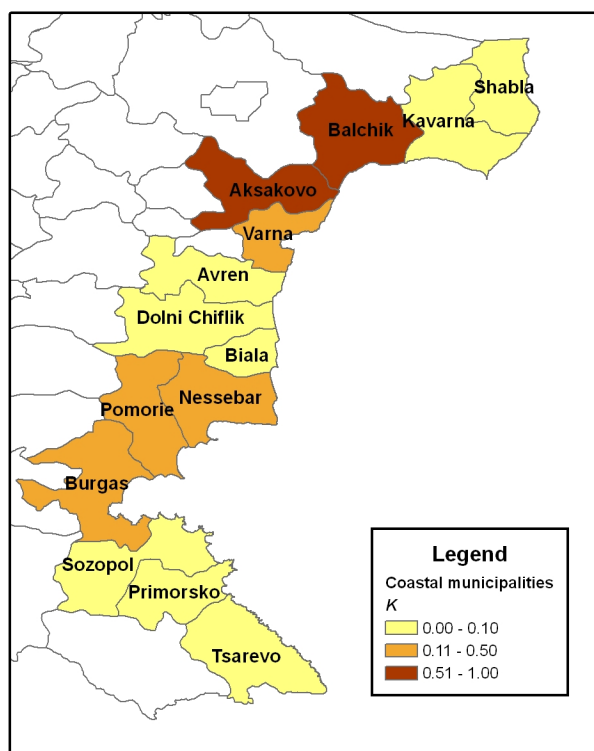 Shabla
Kavarna
Balchik
Aksakovo
Varna
Avren
Dolni Chiflik
Biala
Nessebar
Pomorie
Burgas
Sozopol
Primorsko
Tsarevo
Legend
Coastal municipalities
K
0.00 - 0.10
0.11 - 0.50
0.51 - 1.00